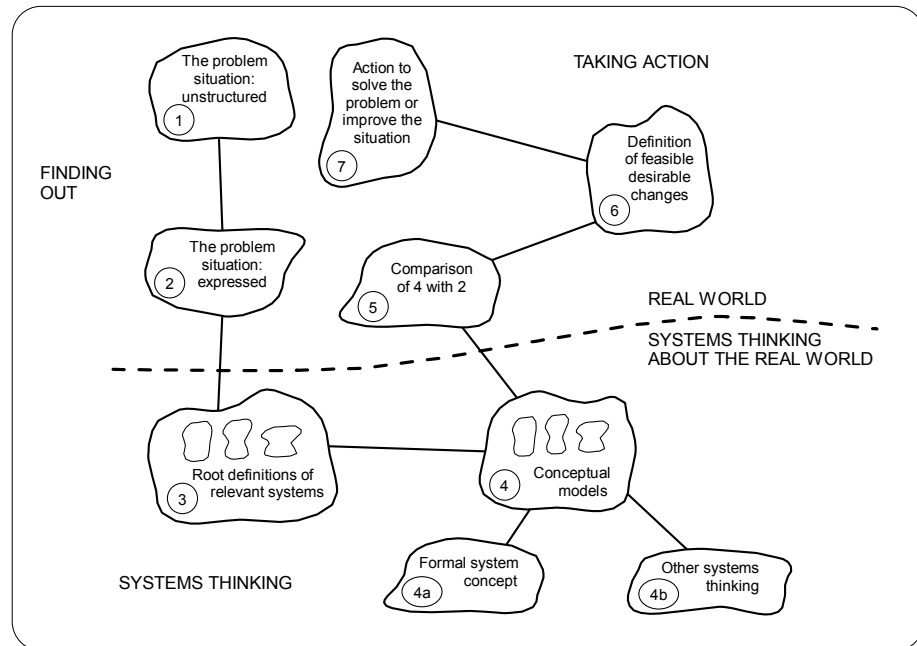 The problem
situation:
unstructured
1
Action to
solve the
problem or
improve the
situation
7
TAKING ACTION
Definition
of feasible
desirable
changes
6
FINDING
OUT
The problem
situation:
expressed
2
Comparison
of 4 with 2
5
REAL WORLD
SYSTEMS THINKING
ABOUT THE REAL WORLD
Root definitions of
relevant systems
3
Conceptual
models
4
SYSTEMS THINKING
Formal system
concept
4a
Other systems
thinking
4b